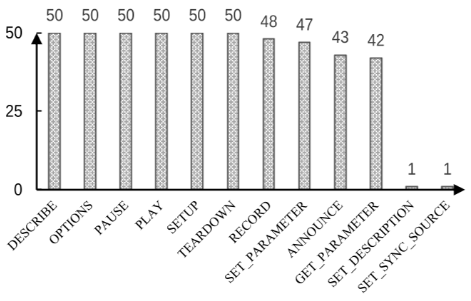 50 50 50 50 50 50 48 47 43 42 1 1
50
25
0
DESCRIBE
OPTIONS
PAUSE
PLAY
SETUP
TEARDOWN
RECORD
SET_PARAMETER
ANNOUNCE
GET_PARAMETER
SET_DESCRIPTION
SET_SYNC_SOURCE